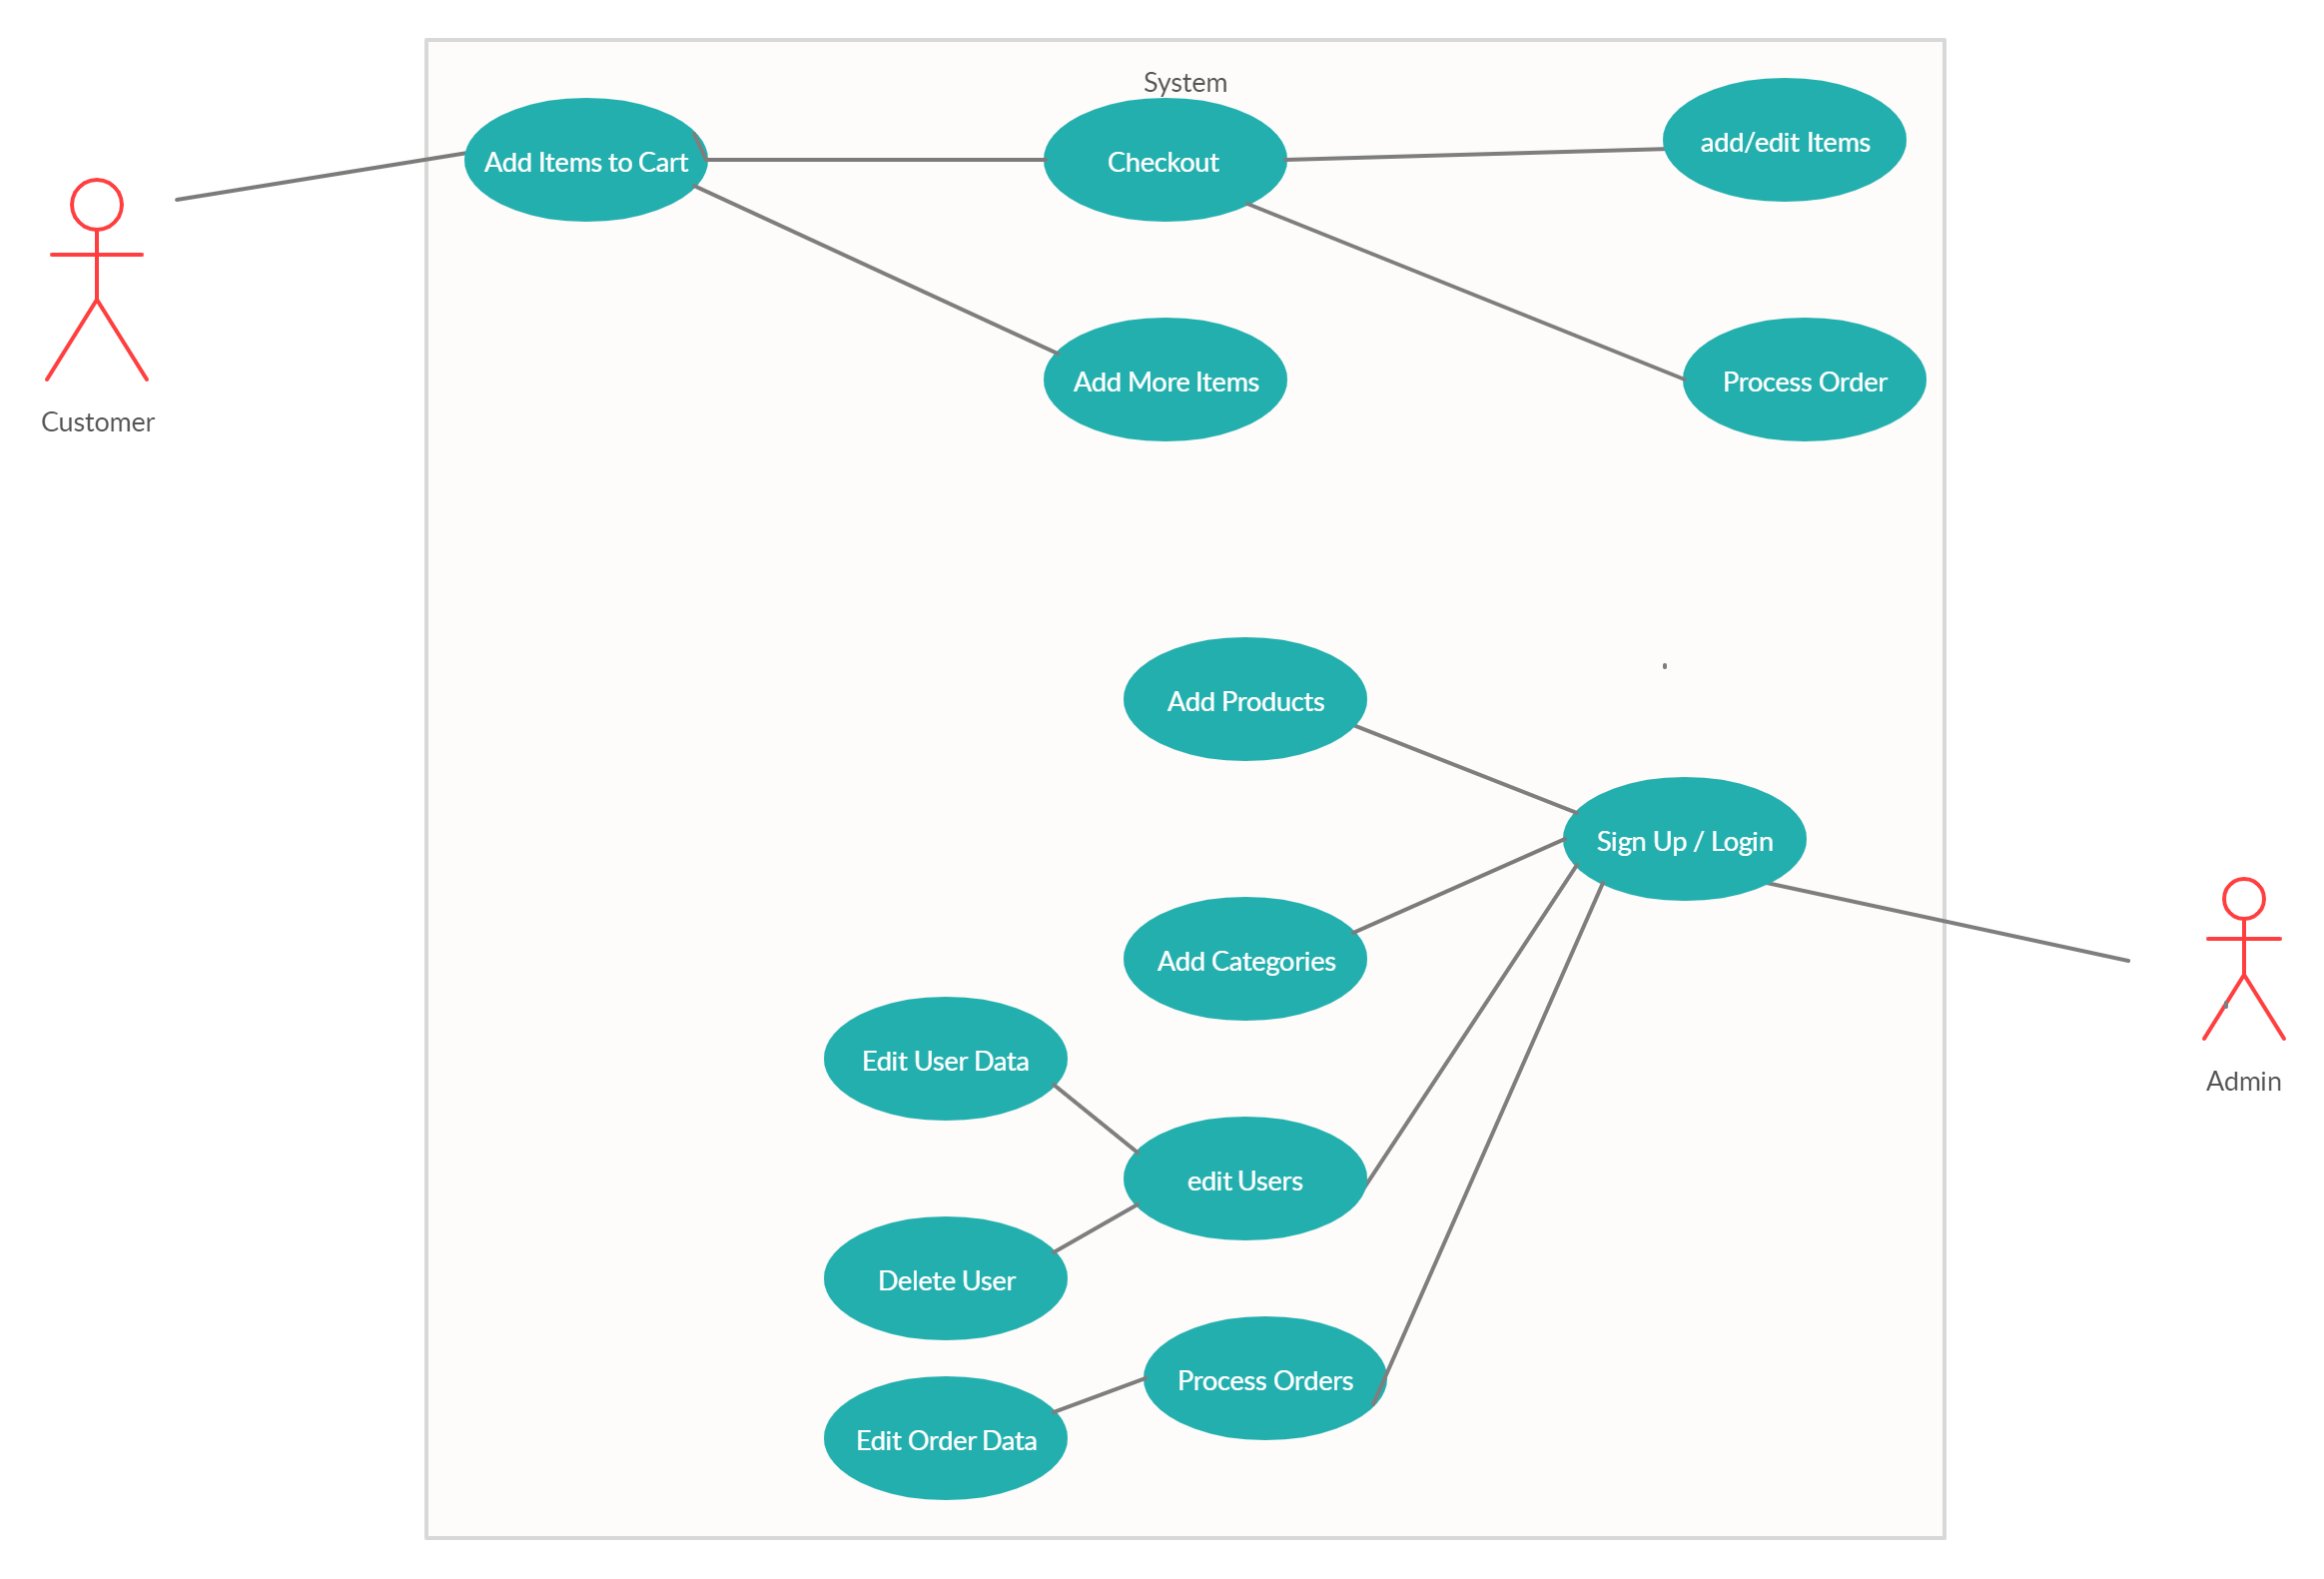 System
Add Items to Cart
Checkout
add/edit Items
Add More Items
Process Order
Customer
Add Products
Sign Up / Login
Add Categories
Edit User Data
Admin
edit Users
Delete User
Process Orders
Edit Order Data